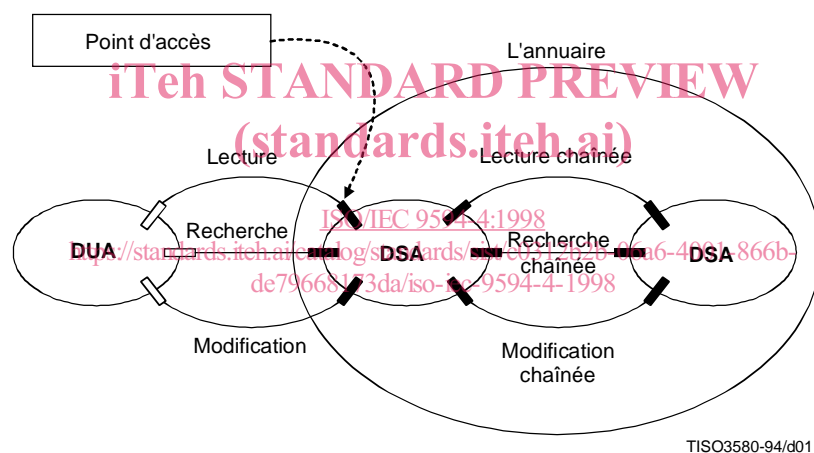 Point d'accès
L'annuaire
iTeh STANDARD PREVIEW
(standards.iteh.ai)
Lecture
Lecture chaînée
ISO/IEC 9594-4:1998
Recherche
Recherche
chaînée
DUA
DSA
DSA
de79668173da/iso-iec-9594-4-1998
Modification
Modification
chaînée
TISO3580-94/d01